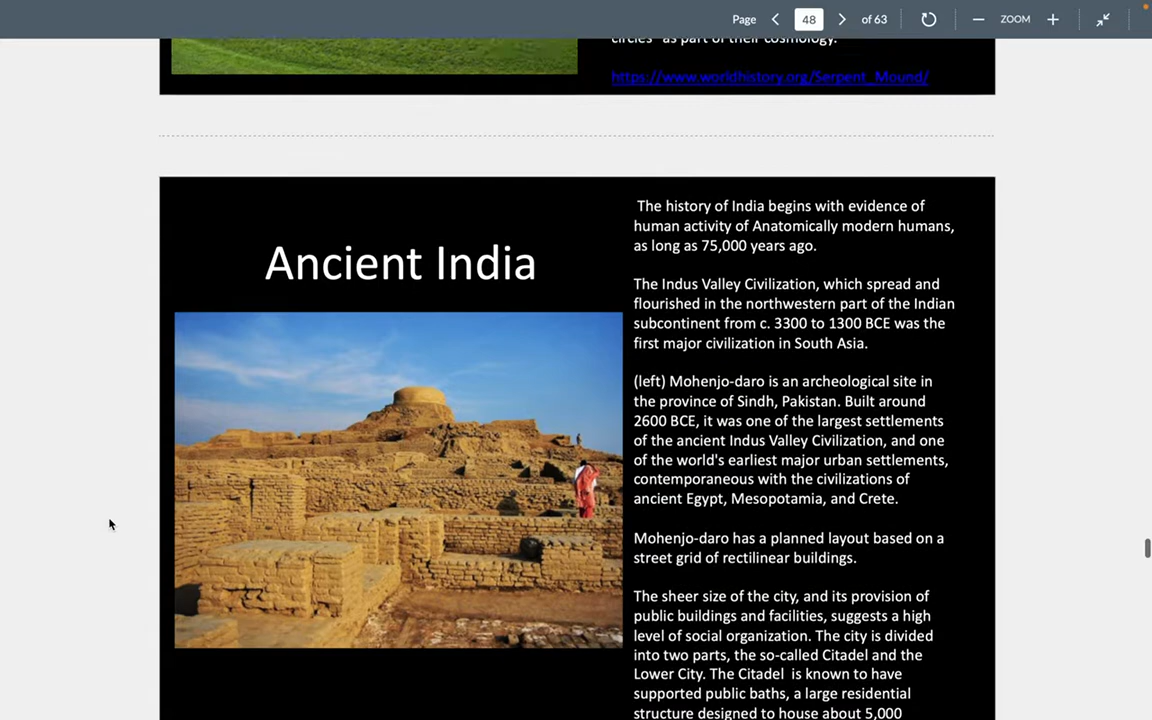 Page
48
of 63
ZOOM
circles" as part of their cosmology.
https://www.worldhistory.org/Serpent_Mound/
Ancient India
The history of India begins with evidence of
human activity of Anatomically modern humans,
as long as 75,000 years ago.
The Indus Valley Civilization, which spread and
flourished in the northwestern part of the Indian
subcontinent from c. 3300 to 1300 BCE was the
first major civilization in South Asia.
(left) Mohenjo-daro is an archeological site in
the province of Sindh, Pakistan. Built around
2600 BCE, it was one of the largest settlements
of the ancient Indus Valley Civilization, and one
of the world's earliest major urban settlements,
contemporaneous with the civilizations of
ancient Egypt, Mesopotamia, and Crete.
Mohenjo-daro has a planned layout based on a
street grid of rectilinear buildings.
The sheer size of the city, and its provision of
public buildings and facilities, suggests a high
level of social organization. The city is divided
into two parts, the so-called Citadel and the
Lower City. The Citadel  is known to have
supported public baths, a large residential
structure designed to house about 5,000